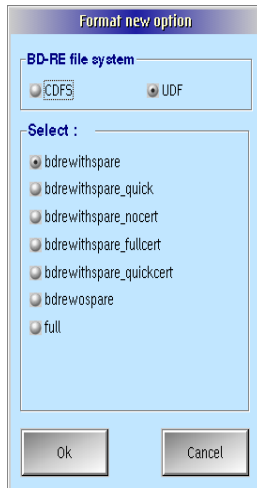 Format new option
BD-RE file system
CDFS UDF
Select :
bdrewithspare
bdrewithspare_quick
bdrewithspare_nocert
bdrewithspare_fullcert
bdrewithspare_quickcert
bdrewospare
full
Ok Cancel